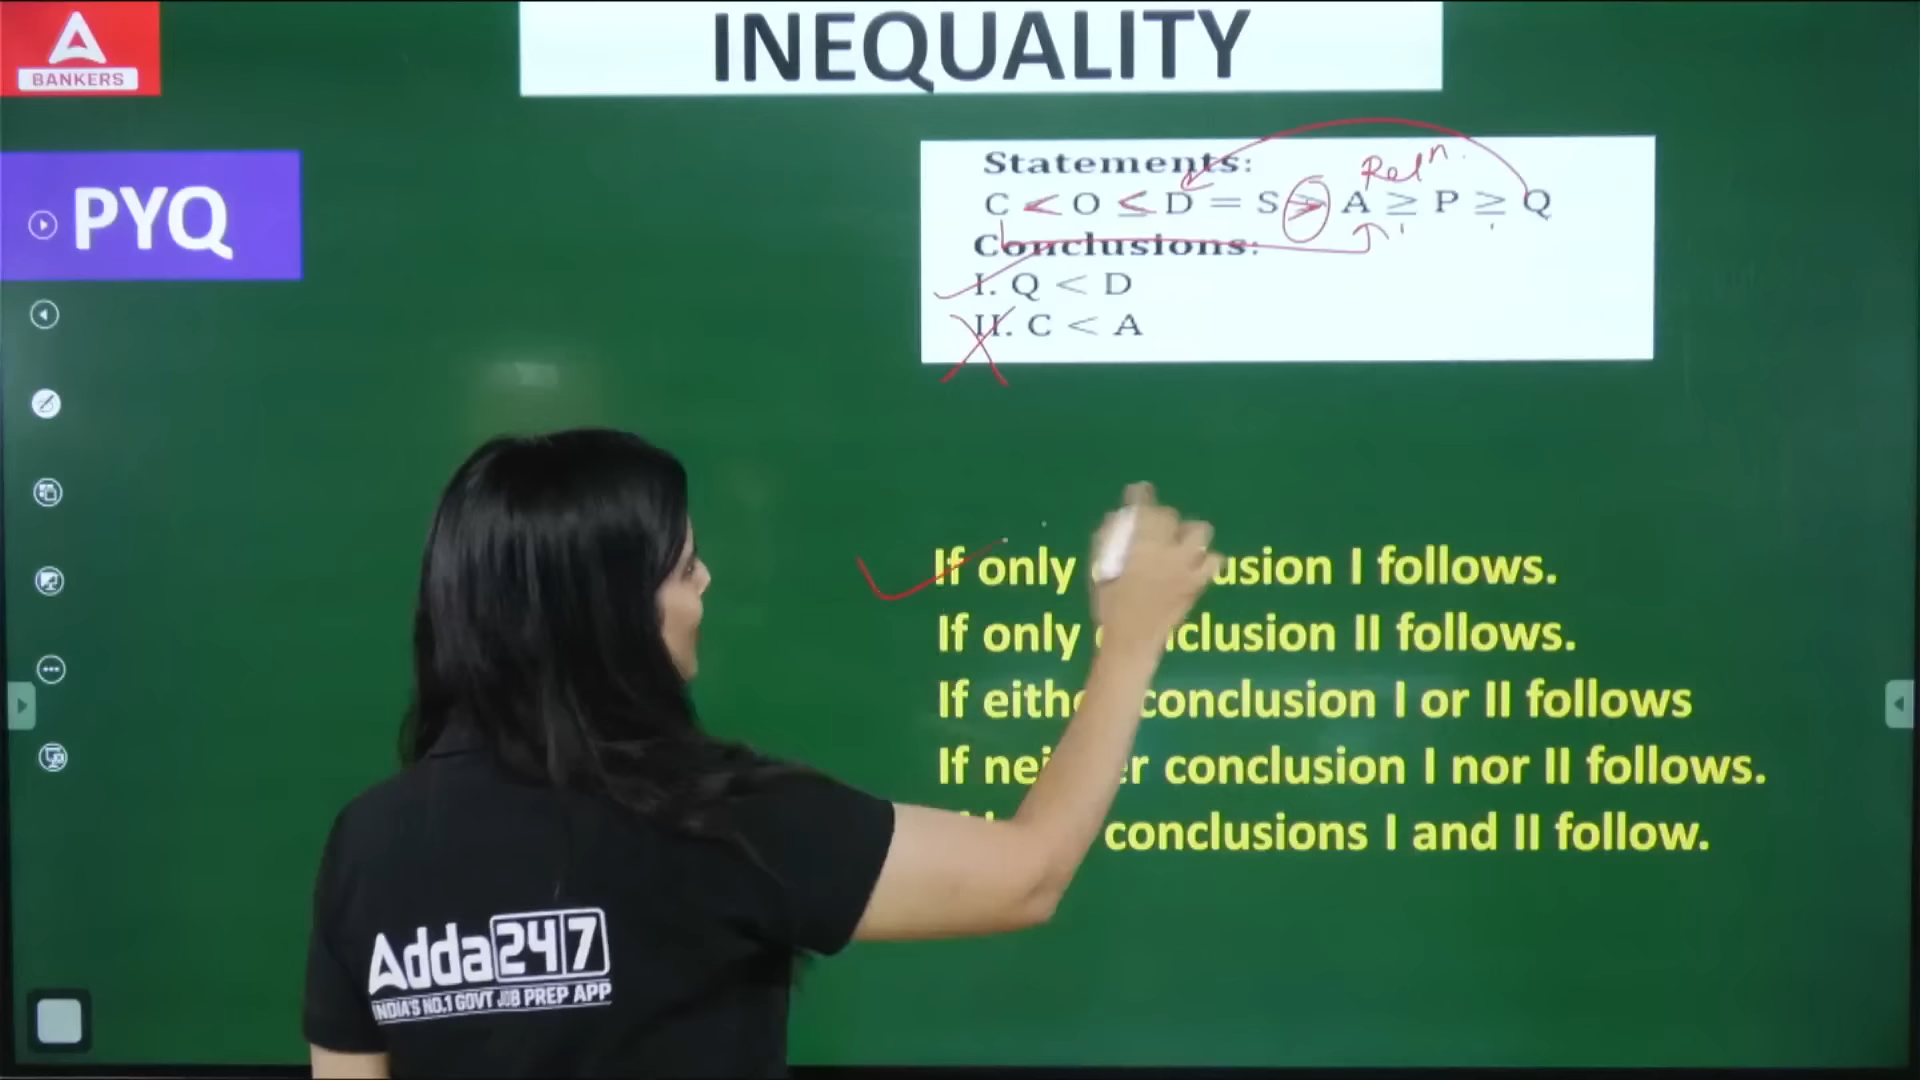 INEQUALITY
A
BANKERS
PYQ
Statements:
C < O ≤ D = S > A ≥ P ≥ Q
Relⁿ.
Conclusions:
I. Q < D
II. C < A
If only usion I follows.
If only clusion II follows.
If eithe conclusion I or II follows
If nei er conclusion I nor II follows.
conclusions I and II follow.
Adda247
INDIA'S NO.1 GOVT JOB PREP APP